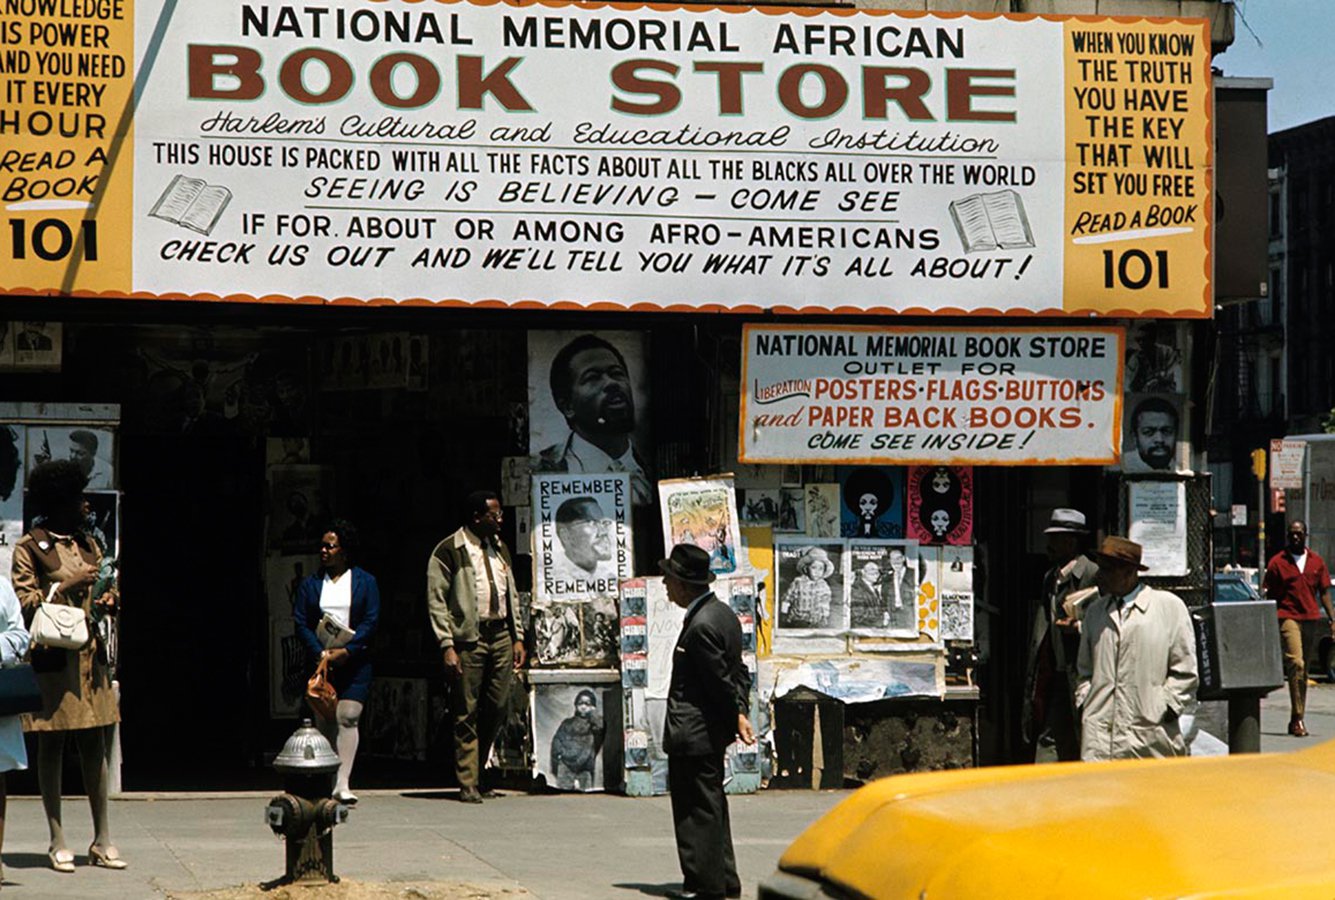 KNOWLEDGE
IS POWER
AND YOU NEED
IT EVERY
HOUR
READ A
BOOK
101
NATIONAL MEMORIAL AFRICAN
BOOK STORE
Harlem's Cultural and Educational Institution
THIS HOUSE IS PACKED WITH ALL THE FACTS ABOUT ALL THE BLACKS ALL OVER THE WORLD
SEEING IS BELIEVING – COME SEE
IF FOR. ABOUT OR AMONG AFRO-AMERICANS
CHECK US OUT AND WE'LL TELL YOU WHAT IT'S ALL ABOUT!
WHEN YOU KNOW
THE TRUTH
YOU HAVE
THE KEY
THAT WILL
SET YOU FREE
READ A BOOK
101
NATIONAL MEMORIAL BOOK STORE
OUTLET FOR
LIBERATION POSTERS·FLAGS·BUTTONS
and PAPER BACK BOOKS.
COME SEE INSIDE!
REMEMBER
REMEMBER
REMEMBER
REMEMBER
NO PARKING